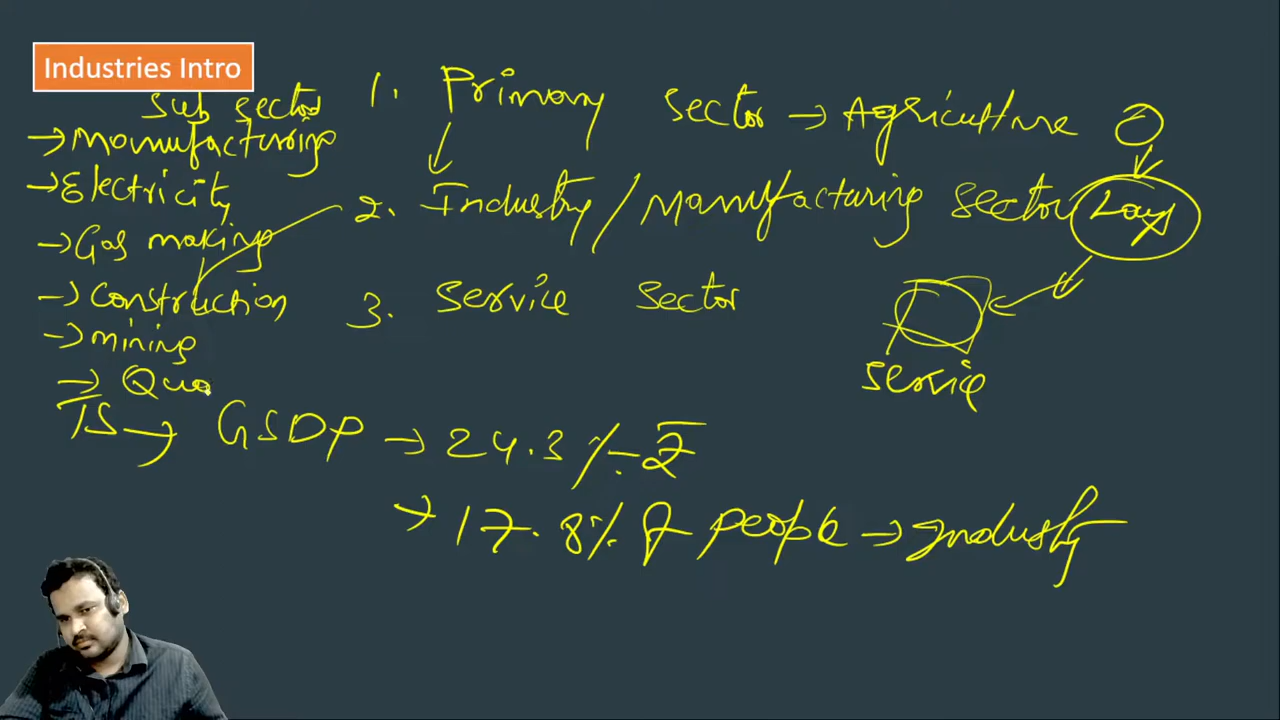 Industries Intro
Sub sector
→ Manufacturing
→ Electricity
→ Gas making
→ Construction
→ mining
→ Qua
1. Primary sector → Agriculture
2. Industry/Manufacturing sector Lays
3. Service Sector
Service
TS → GSDP → 24.3%
→ 17.8% of people → Industry